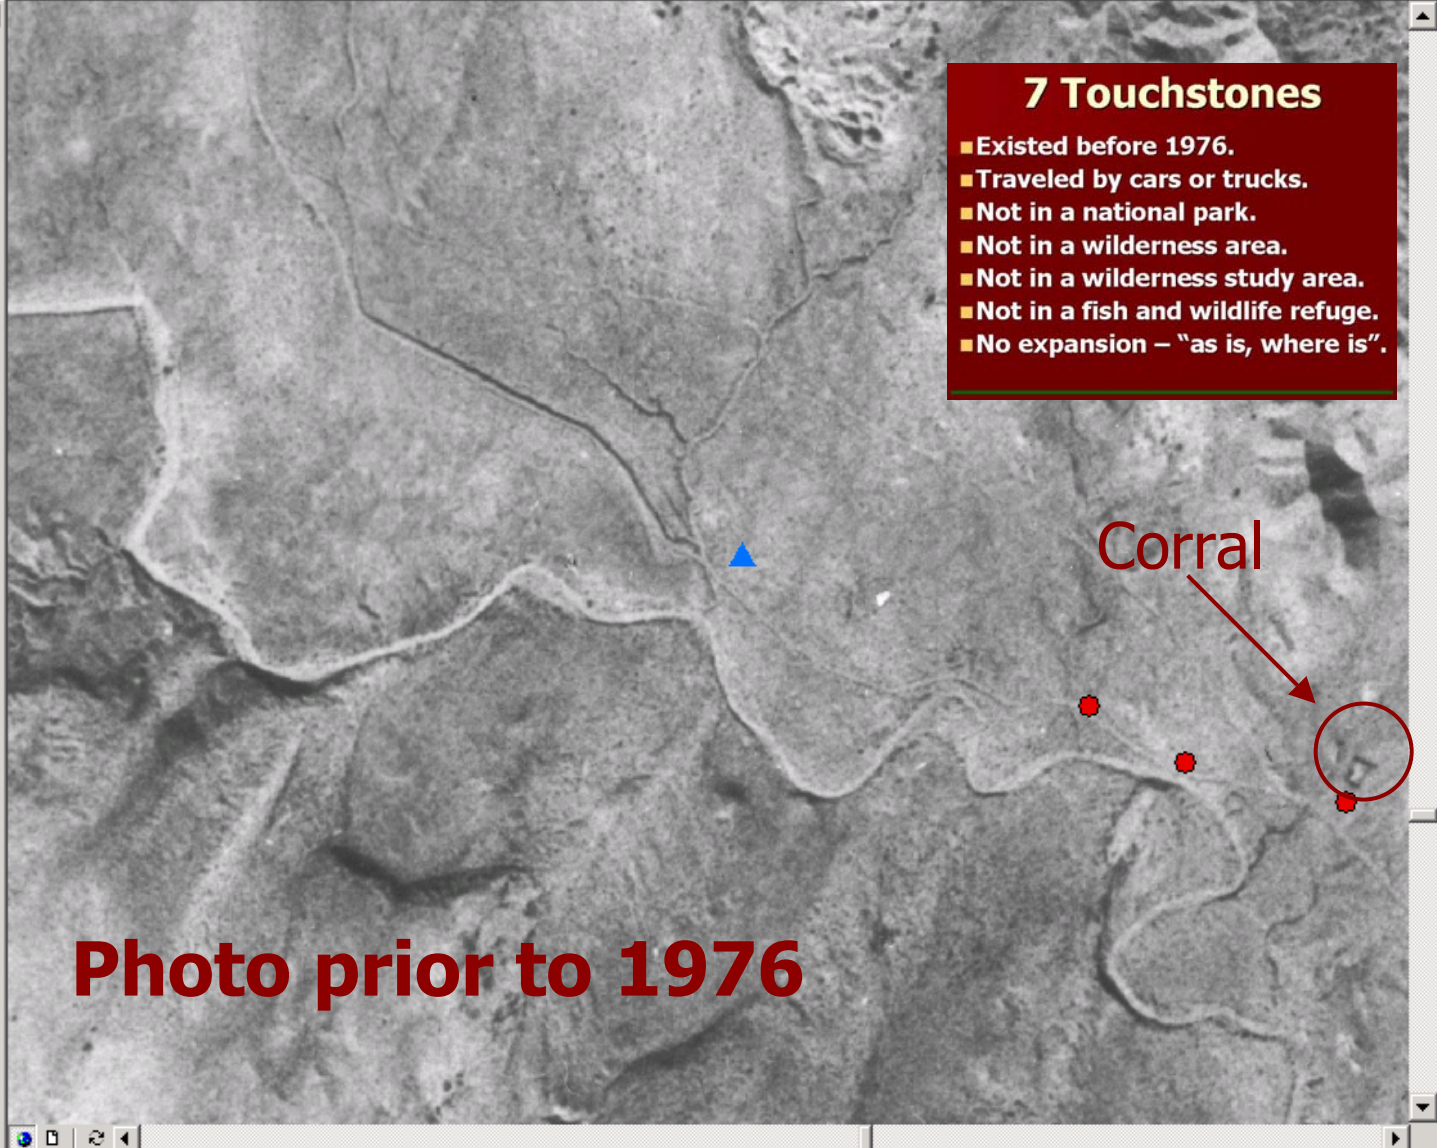 7 Touchstones
Existed before 1976.
Traveled by cars or trucks.
Not in a national park.
Not in a wilderness area.
Not in a wilderness study area.
Not in a fish and wildlife refuge.
No expansion – “as is, where is”.
Corral
Photo prior to 1976